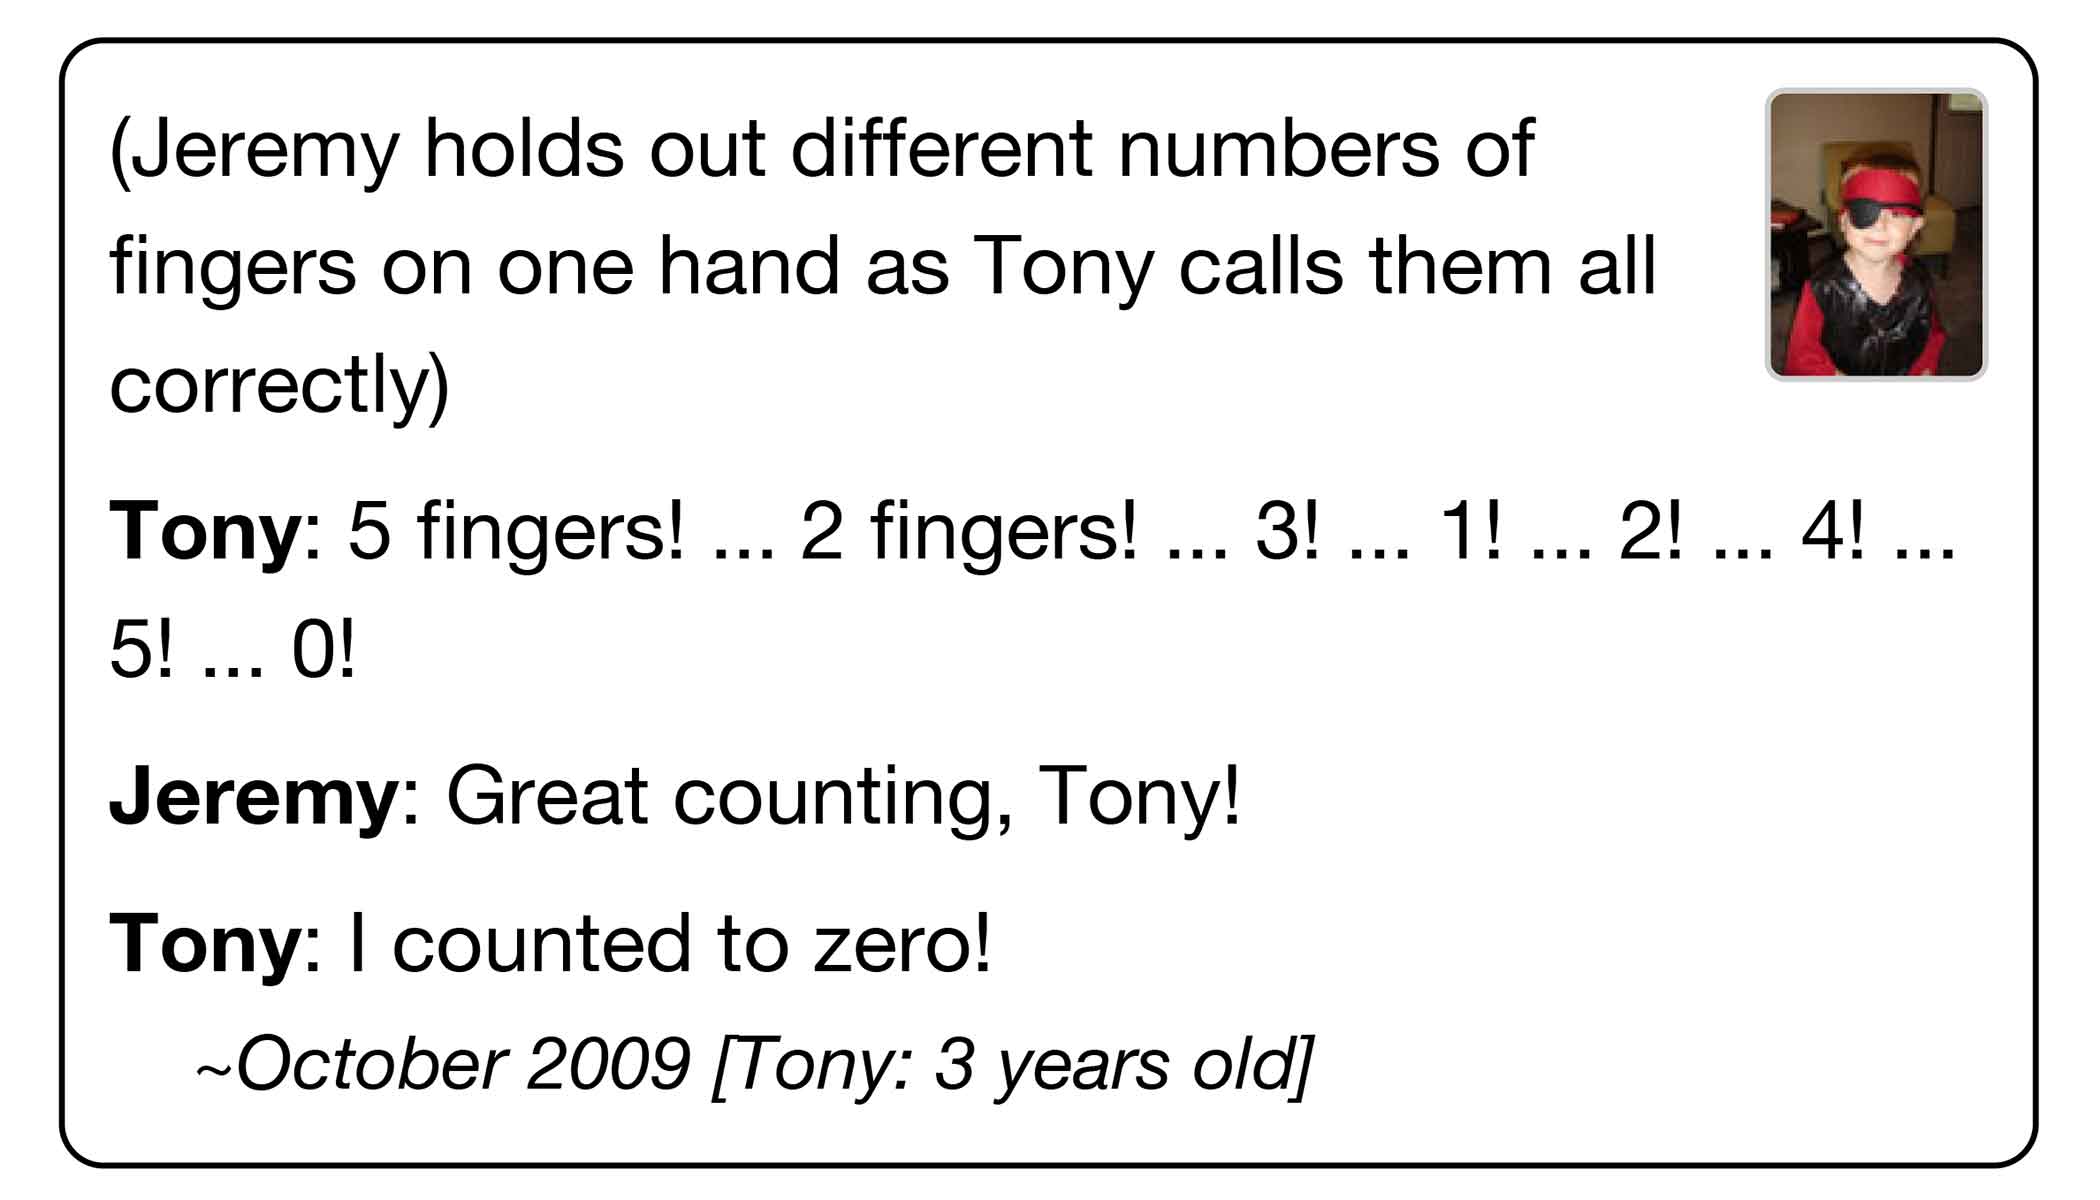 (Jeremy holds out different numbers of
fingers on one hand as Tony calls them all
correctly)
Tony: 5 fingers! ... 2 fingers! ... 3! ... 1! ... 2! ... 4! ...
5! ... 0!
Jeremy: Great counting, Tony!
Tony: I counted to zero!
~October 2009 [Tony: 3 years old]